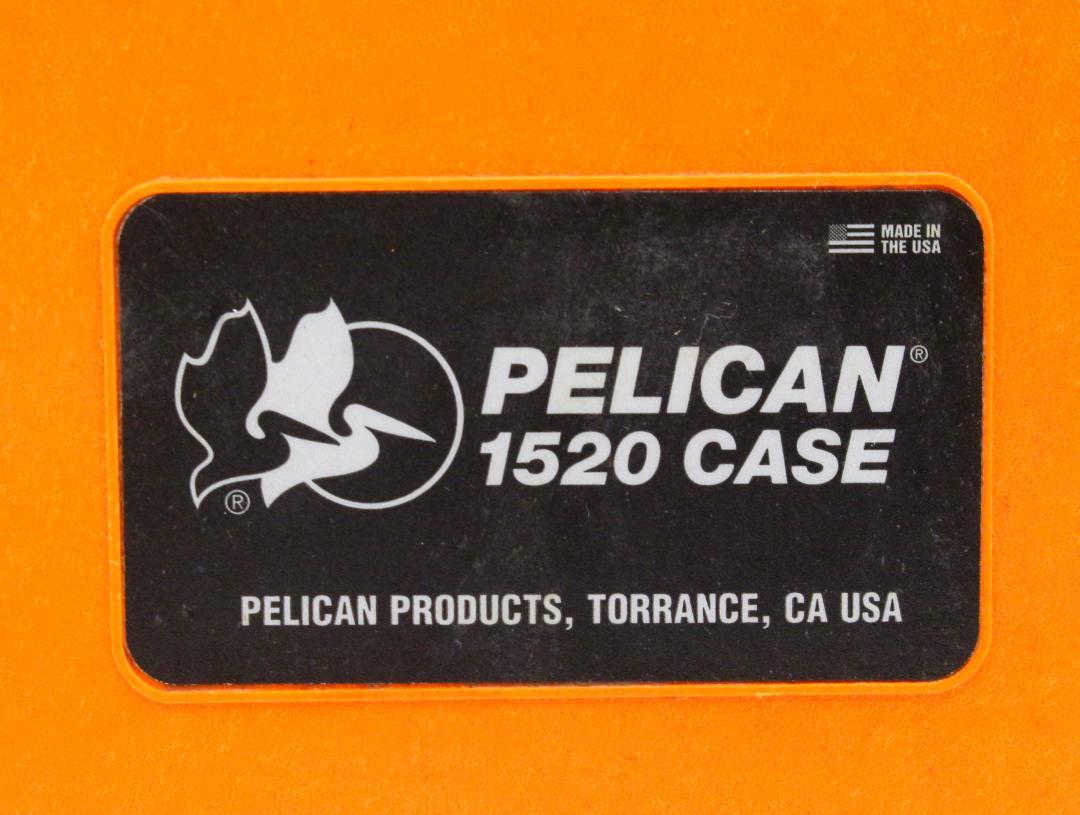 MADE IN
THE USA
PELICAN®
1520 CASE
®
PELICAN PRODUCTS, TORRANCE, CA USA